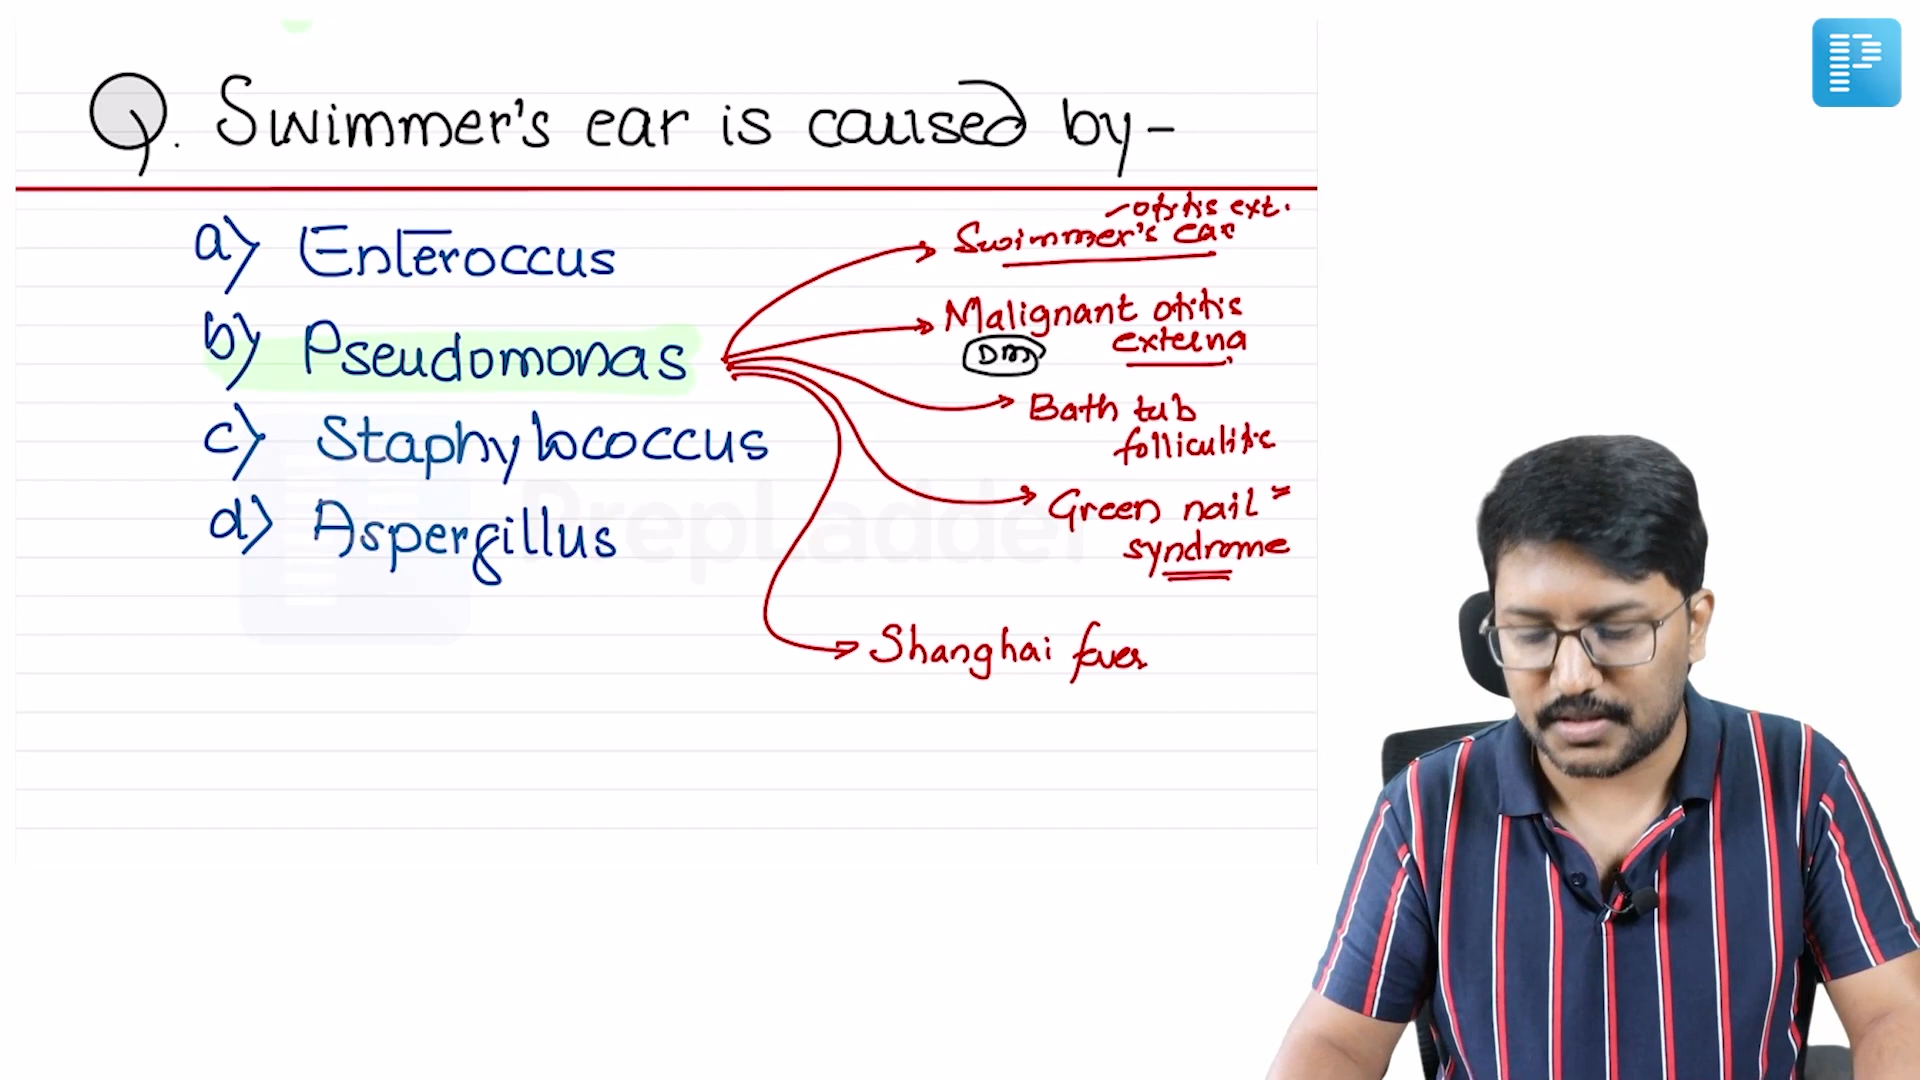 Q. Swimmer's ear is caused by-
a) Enteroccus
b) Pseudomonas
c) Staphylococcus
d) Aspergillus
otitis ext.
Swimmer's ear
Malignant otitis
externa
DM
Bath tub
folliculitis
Green nail
syndrome
Shanghai fever
PrepLadder